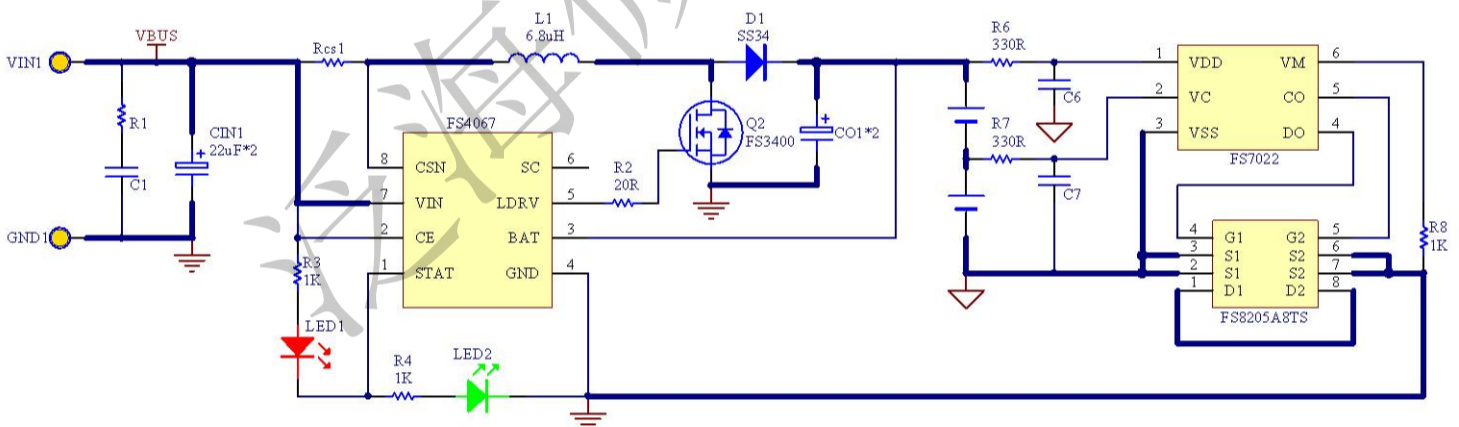 VIN1
VBUS
Rcs1
L1
6.8uH
D1
SS34
R6
330R
R1
CIN1
22uF*2
C1
GND1
FS4067
8
CSN
SC
6
7
VIN
LDRV
5
2
CE
BAT
3
1
STAT
GND
4
R2
20R
Q2
FS3400
CO1*2
C6
R7
330R
C7
1
VDD
VM
6
2
VC
CO
5
3
VSS
DO
4
FS7022
4
G1
G2
5
3
S1
S2
6
2
S1
S2
7
1
D1
D2
8
FS8205A8TS
R8
1K
R3
1K
LED1
R4
1K
LED2
泛海微